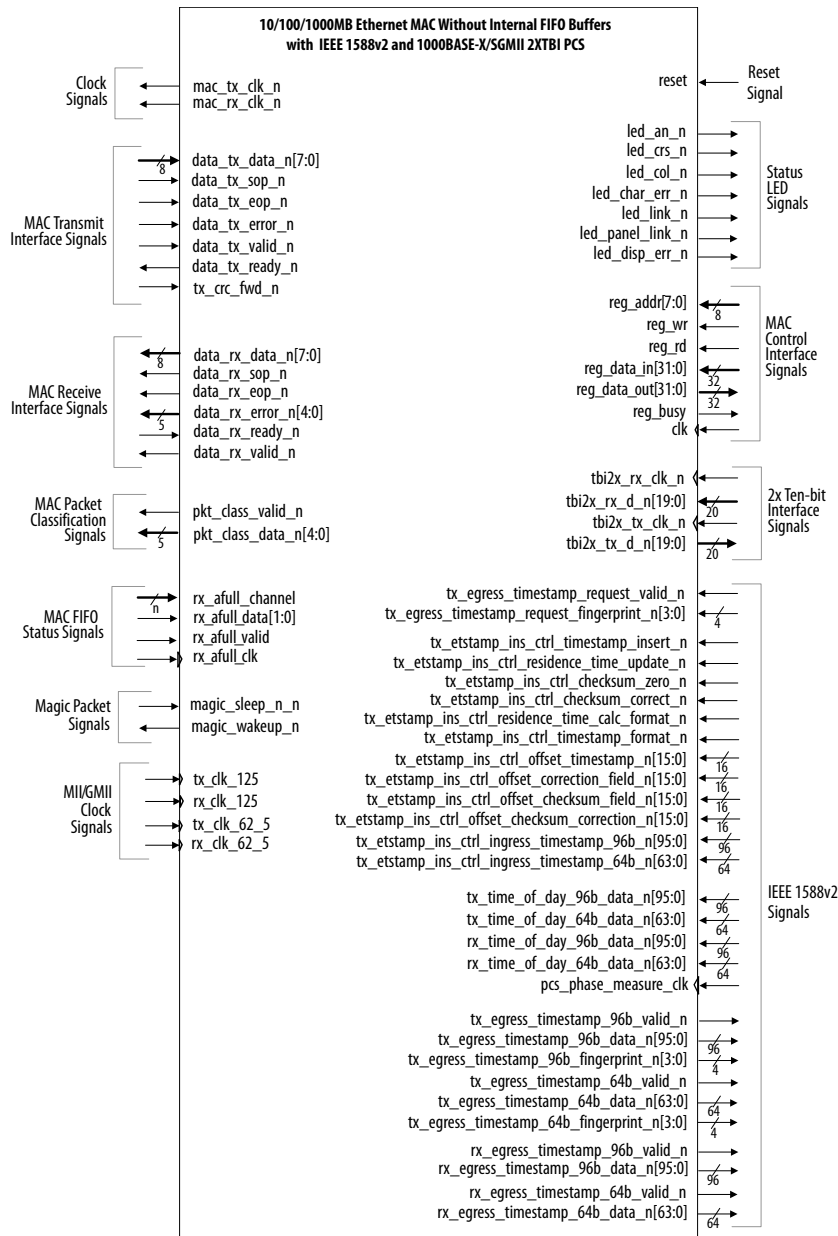 10/100/1000MB Ethernet MAC Without Internal FIFO Buffers
with IEEE 1588v2 and 1000BASE-X/SGMII 2XTBI PCS
Clock
Signals
mac_tx_clk_n
mac_rx_clk_n
MAC Transmit
Interface Signals
data_tx_data_n[7:0]
8
data_tx_sop_n
data_tx_eop_n
data_tx_error_n
data_tx_valid_n
data_tx_ready_n
tx_crc_fwd_n
MAC Receive
Interface Signals
data_rx_data_n[7:0]
8
data_rx_sop_n
data_rx_eop_n
data_rx_error_n[4:0]
5
data_rx_ready_n
data_rx_valid_n
MAC Packet
Classification
Signals
pkt_class_valid_n
pkt_class_data_n[4:0]
5
MAC FIFO
Status Signals
rx_afull_channel
n
rx_afull_data[1:0]
rx_afull_valid
rx_afull_clk
Magic Packet
Signals
magic_sleep_n_n
magic_wakeup_n
MII/GMII
Clock
Signals
tx_clk_125
rx_clk_125
tx_clk_62_5
rx_clk_62_5
reset
Reset
Signal
led_an_n
led_crs_n
led_col_n
led_char_err_n
led_link_n
led_panel_link_n
led_disp_err_n
Status
LED
Signals
reg_addr[7:0]
8
reg_wr
reg_rd
reg_data_in[31:0]
32
reg_data_out[31:0]
32
reg_busy
clk
MAC
Control
Interface
Signals
tbi2x_rx_clk_n
tbi2x_rx_d_n[19:0]
20
tbi2x_tx_clk_n
tbi2x_tx_d_n[19:0]
20
2x Ten-bit
Interface
Signals
tx_egress_timestamp_request_valid_n
tx_egress_timestamp_request_fingerprint_n[3:0]
4
tx_etstamp_ins_ctrl_timestamp_insert_n
tx_etstamp_ins_ctrl_residence_time_update_n
tx_etstamp_ins_ctrl_checksum_zero_n
tx_etstamp_ins_ctrl_checksum_correct_n
tx_etstamp_ins_ctrl_residence_time_calc_format_n
tx_etstamp_ins_ctrl_timestamp_format_n
tx_etstamp_ins_ctrl_offset_timestamp_n[15:0]
16
tx_etstamp_ins_ctrl_offset_correction_field_n[15:0]
16
tx_etstamp_ins_ctrl_offset_checksum_field_n[15:0]
16
tx_etstamp_ins_ctrl_offset_checksum_correction_n[15:0]
16
tx_etstamp_ins_ctrl_ingress_timestamp_96b_n[95:0]
96
tx_etstamp_ins_ctrl_ingress_timestamp_64b_n[63:0]
64
tx_time_of_day_96b_data_n[95:0]
96
tx_time_of_day_64b_data_n[63:0]
64
rx_time_of_day_96b_data_n[95:0]
96
rx_time_of_day_64b_data_n[63:0]
64
pcs_phase_measure_clk
tx_egress_timestamp_96b_valid_n
tx_egress_timestamp_96b_data_n[95:0]
96
tx_egress_timestamp_96b_fingerprint_n[3:0]
4
tx_egress_timestamp_64b_valid_n
tx_egress_timestamp_64b_data_n[63:0]
64
tx_egress_timestamp_64b_fingerprint_n[3:0]
4
rx_egress_timestamp_96b_valid_n
rx_egress_timestamp_96b_data_n[95:0]
96
rx_egress_timestamp_64b_valid_n
rx_egress_timestamp_64b_data_n[63:0]
64
IEEE 1588v2
Signals